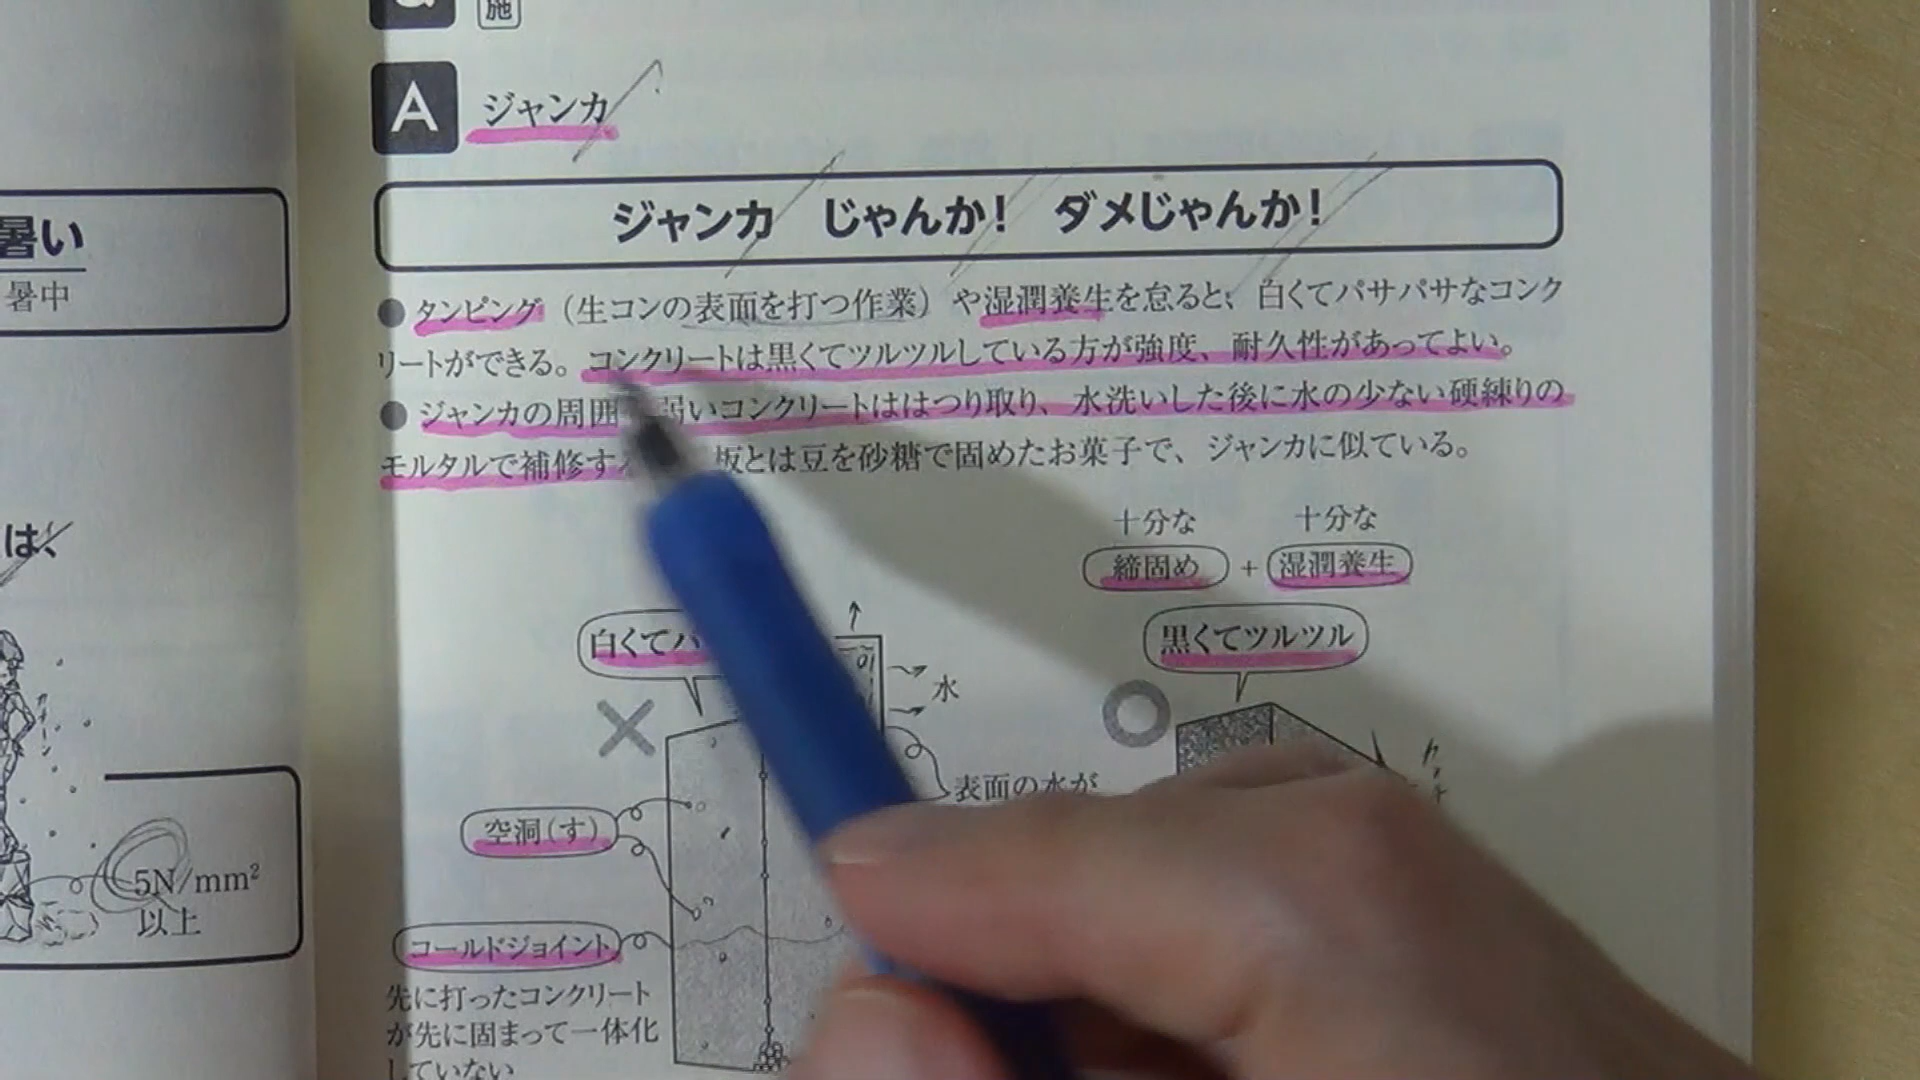 施
A ジャンカ
ジャンカ じゃんか! ダメじゃんか!
●タンピング(生コンの表面を打つ作業)や湿潤養生を怠ると、白くてパサパサなコンク
リートができる。コンクリートは黒くてツルツルしている方が強度、耐久性があってよい。
●ジャンカの周囲 弱いコンクリートははつり取り、水洗いした後に水の少ない硬練りの
モルタルで補修す 板とは豆を砂糖で固めたお菓子で、ジャンカに似ている。
十分な 十分な
締固め + 湿潤養生
白くてパ
黒くてツルツル
水
表面の水が
空洞(す)
コールドジョイント
先に打ったコンクリート
が先に固まって一体化
していない
暑い
暑中
は、
5N/mm²
以上